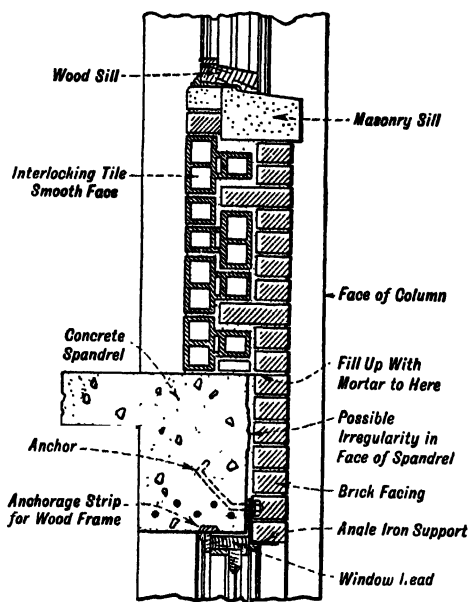 Wood Sill
Masonry Sill
Interlocking Tile
Smooth Face
Face of Column
Concrete
Spandrel
Fill Up With
Mortar to Here
Possible
Irregularity in
Face of Spandrel
Anchor
Brick Facing
Anchorage Strip
for Wood Frame
Angle Iron Support
Window Head